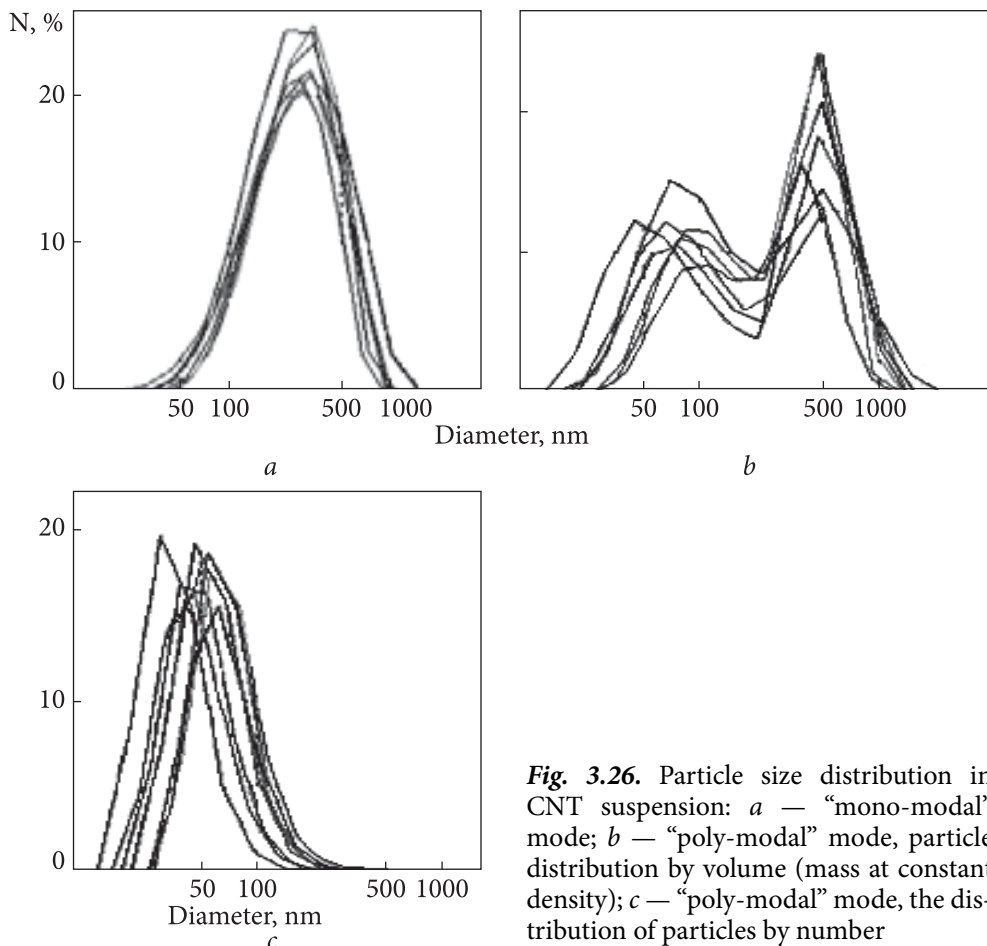 N, %
20
10
0
50 100 500 1000
50 100 500 1000
Diameter, nm
a
b
20
10
0
50 100 500 1000
Diameter, nm
c
Fig. 3.26. Particle size distribution in
CNT suspension: a — “mono-modal”
mode; b — “poly-modal” mode, particle
distribution by volume (mass at constant
density); c — “poly-modal” mode, the dis-
tribution of particles by number